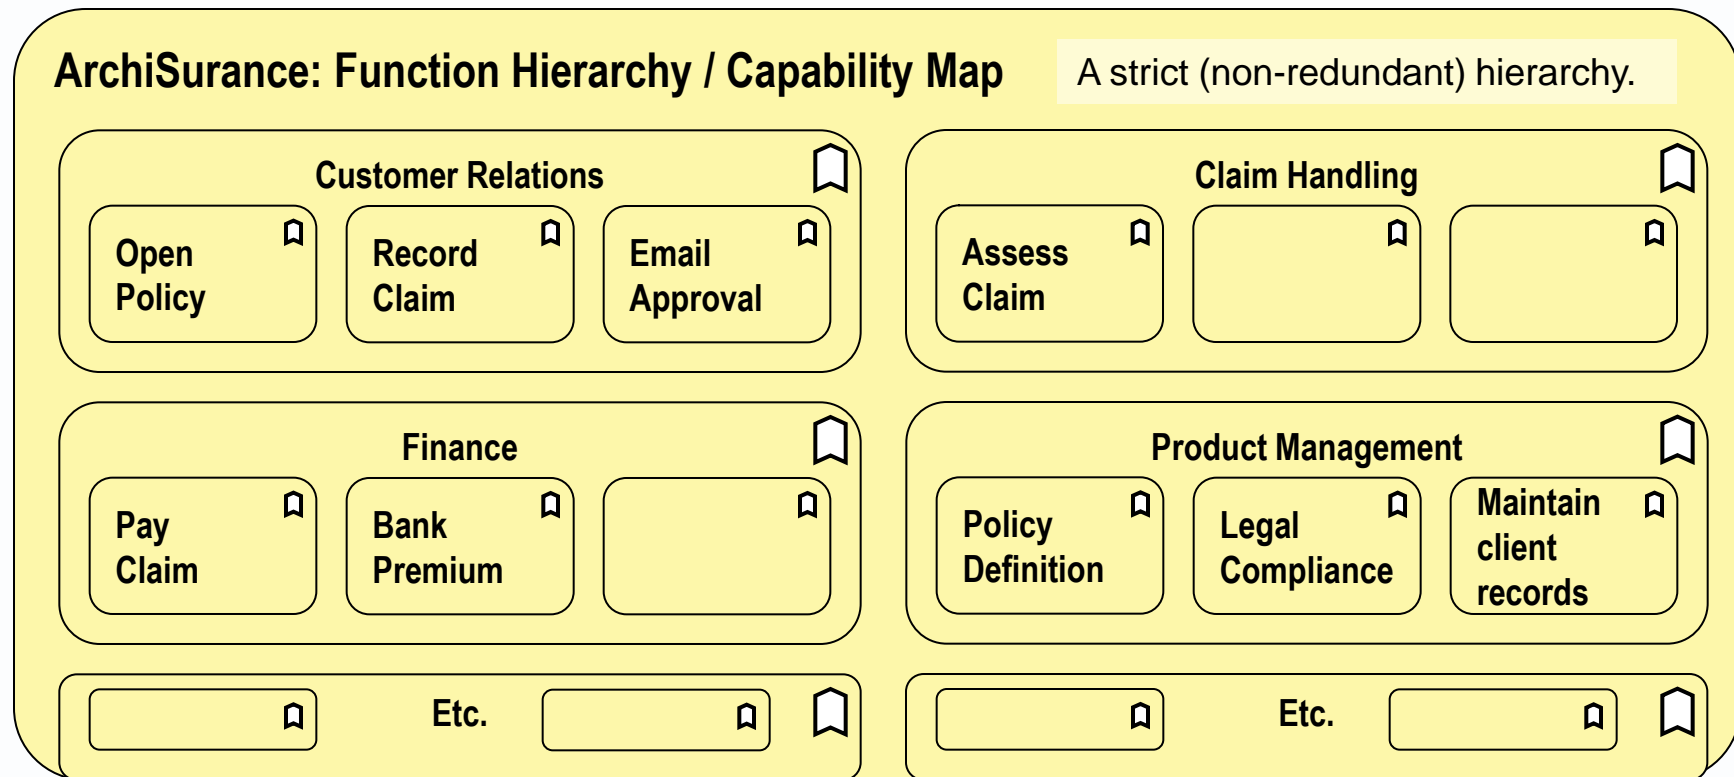 ArchiSurance: Function Hierarchy / Capability Map
A strict (non-redundant) hierarchy.
Customer Relations
Open
Policy
Record
Claim
Email
Approval
Claim Handling
Assess
Claim
Finance
Pay
Claim
Bank
Premium
Product Management
Policy
Definition
Legal
Compliance
Maintain
client
records
Etc.
Etc.